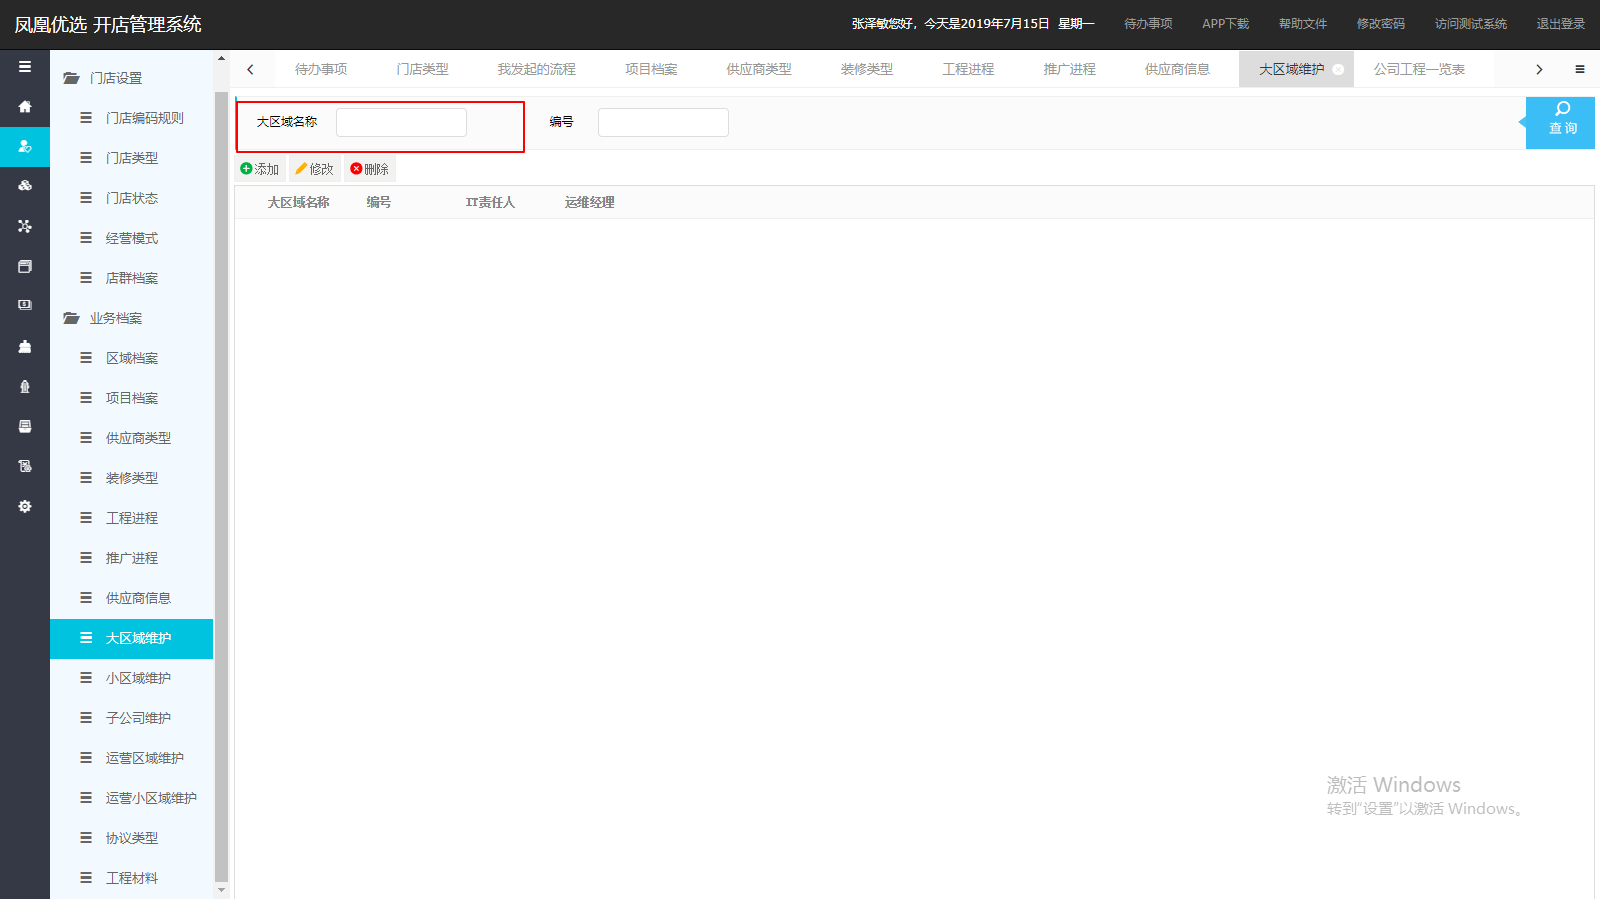 凤凰优选 开店管理系统
张泽敏您好，今天是2019年7月15日 星期一 待办事项 APP下载 帮助文件 修改密码 访问测试系统 退出登录
待办事项 门店类型 我发起的流程 项目档案 供应商类型 装修类型 工程进程 推广进程 供应商信息 大区域维护 公司工程一览表
门店设置
门店编码规则
门店类型
门店状态
经营模式
店群档案
业务档案
区域档案
项目档案
供应商类型
装修类型
工程进程
推广进程
供应商信息
大区域维护
小区域维护
子公司维护
运营区域维护
运营小区域维护
协议类型
工程材料
大区域名称 编号
查 询
添加 修改 删除
大区域名称 编号 IT责任人 运维经理
激活 Windows
转到"设置"以激活 Windows。